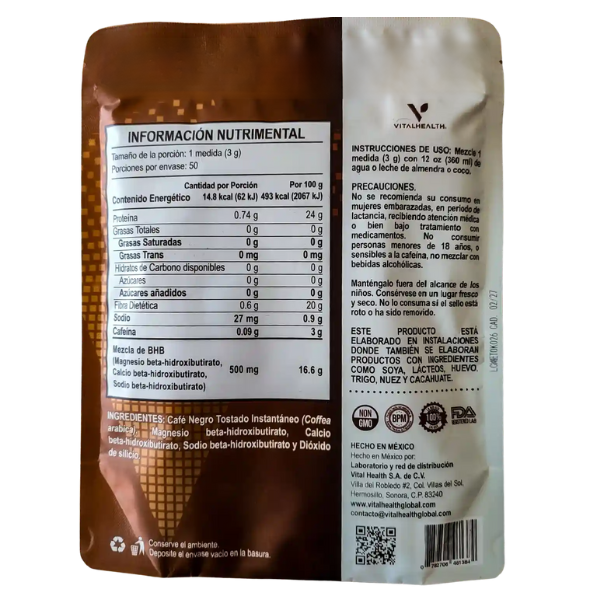 INFORMACIÓN NUTRIMENTAL
Tamaño de la porción: 1 medida (3 g)
Porciones por envase: 50
Cantidad por Porción Por 100 g
Contenido Energético 14.8 kcal (62 kJ) 493 kcal (2067 kJ)
Proteína 0.74 g 24 g
Grasas Totales 0 g 0 g
Grasas Saturadas 0 g 0 g
Grasas Trans 0 mg 0 mg
Hidratos de Carbono disponibles 0 g 0 g
Azúcares 0 g 0 g
Azúcares añadidos 0 g 0 g
Fibra Dietética 0.6 g 20 g
Sodio 27 mg 0.9 g
Cafeína 0.09 g 3 g
Mezcla de BHB
(Magnesio beta-hidroxibutirato,
Calcio beta-hidroxibutirato, 500 mg 16.6 g
Sodio beta-hidroxibutirato)
INGREDIENTES: Café Negro Tostado Instantáneo (Coffea
arabica), Magnesio beta-hidroxibutirato, Calcio
beta-hidroxibutirato, Sodio beta-hidroxibutirato y Dióxido
de silicio.
Conserve el ambiente.
Deposite el envase vacío en la basura.
VITALHEALTH
INSTRUCCIONES DE USO: Mezcle 1
medida (3 g) con 12 oz (360 ml) de
agua o leche de almendra o coco.
PRECAUCIONES.
No se recomienda su consumo en
mujeres embarazadas, en periodo de
lactancia, recibiendo atención médica
o bien bajo tratamiento con
medicamentos. No consumir
personas menores de 18 años, o
sensibles a la cafeína, no mezclar con
bebidas alcohólicas.
Manténgalo fuera del alcance de los
niños. Consérvese en un lugar fresco
y seco. No lo consuma si el sello está
roto o ha sido removido.
ESTE PRODUCTO ESTÁ
ELABORADO EN INSTALACIONES
DONDE TAMBIÉN SE ELABORAN
PRODUCTOS CON INGREDIENTES
COMO SOYA, LÁCTEOS, HUEVO,
TRIGO, NUEZ Y CACAHUATE.
CAD 02/27
NON
GMO
BPM
FDA
HECHO EN MÉXICO
Hecho en México por:
Laboratorio y red de distribución
Vital Health S.A. de C.V.
Villa del Robledo #2, Col. Villas del Sol,
Hermosillo, Sonora, C.P. 83240
www.vitalhealthglobal.com
contacto@vitalhealthglobal.com